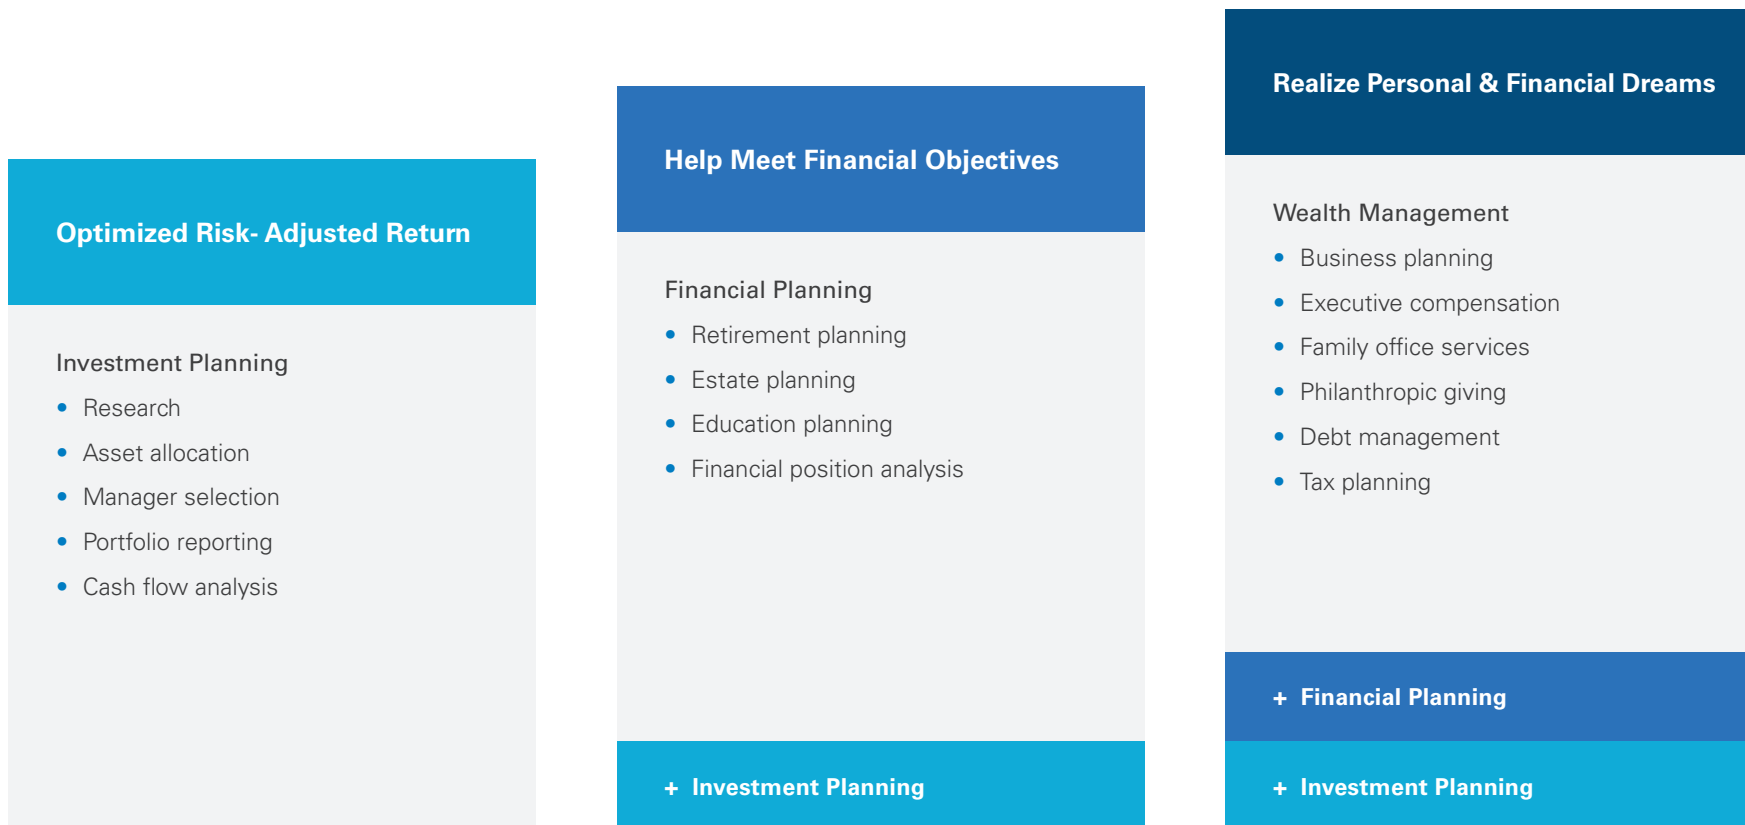 Optimized Risk- Adjusted Return
Investment Planning
• Research
• Asset allocation
• Manager selection
• Portfolio reporting
• Cash flow analysis
Help Meet Financial Objectives
Financial Planning
• Retirement planning
• Estate planning
• Education planning
• Financial position analysis
+ Investment Planning
Realize Personal & Financial Dreams
Wealth Management
• Business planning
• Executive compensation
• Family office services
• Philanthropic giving
• Debt management
• Tax planning
+ Financial Planning
+ Investment Planning